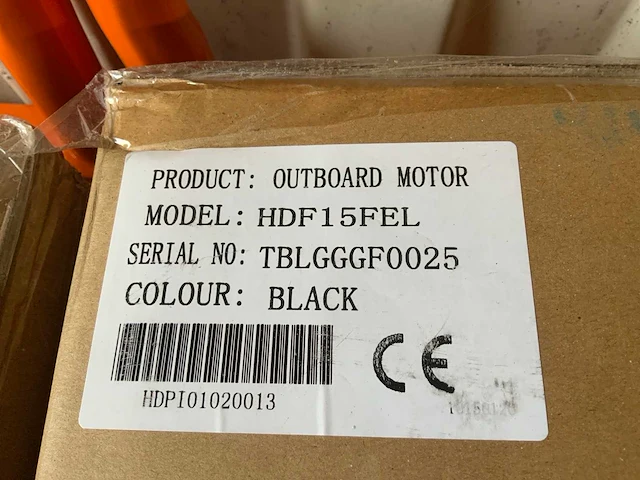 PRODUCT: OUTBOARD MOTOR
MODEL: HDF15FEL
SERIAL NO: TBLGGGF0025
COLOUR: BLACK
HDPI01020013
CE